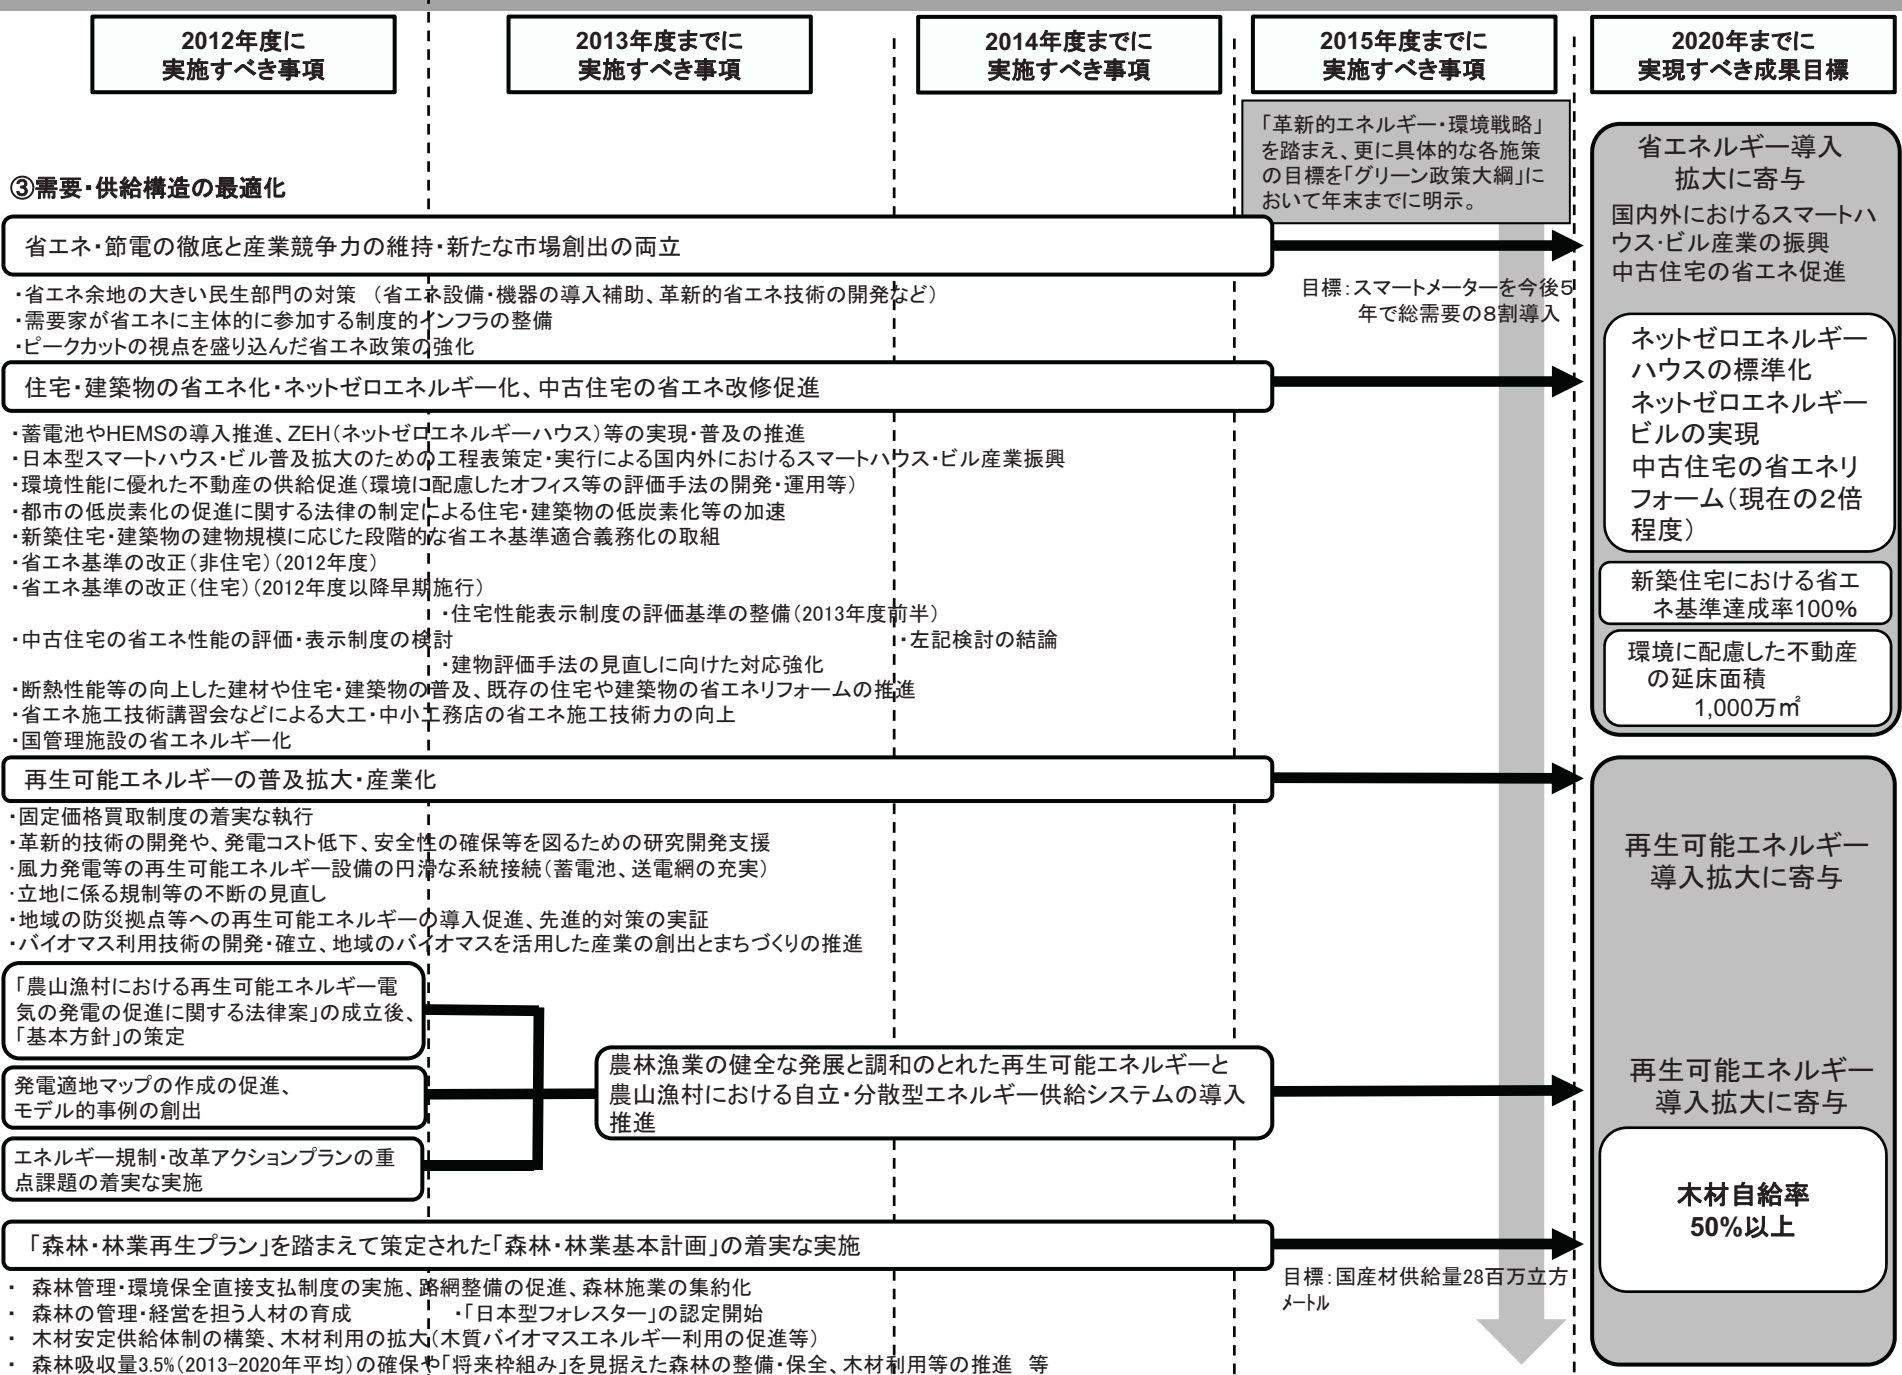 2012年度に
実施すべき事項
2013年度までに
実施すべき事項
2014年度までに
実施すべき事項
2015年度までに
実施すべき事項
2020年までに
実現すべき成果目標
「革新的エネルギー・環境戦略」
を踏まえ、更に具体的な各施策
の目標を「グリーン政策大綱」に
おいて年末までに明示。
③需要・供給構造の最適化
省エネ・節電の徹底と産業競争力の維持・新たな市場創出の両立
・省エネ余地の大きい民生部門の対策　（省エネ設備・機器の導入補助、革新的省エネ技術の開発など）
・需要家が省エネに主体的に参加する制度的インフラの整備
・ピークカットの視点を盛り込んだ省エネ政策の強化
目標：スマートメーターを今後5
年で総需要の8割導入
住宅・建築物の省エネ化・ネットゼロエネルギー化、中古住宅の省エネ改修促進
・蓄電池やHEMSの導入推進、ZEH（ネットゼロエネルギーハウス）等の実現・普及の推進
・日本型スマートハウス・ビル普及拡大のための工程表策定・実行による国内外におけるスマートハウス・ビル産業振興
・環境性能に優れた不動産の供給促進（環境に配慮したオフィス等の評価手法の開発・運用等）
・都市の低炭素化の促進に関する法律の制定による住宅・建築物の低炭素化等の加速
・新築住宅・建築物の建物規模に応じた段階的な省エネ基準適合義務化の取組
・省エネ基準の改正（非住宅）（2012年度）
・省エネ基準の改正（住宅）（2012年度以降早期施行）
・住宅性能表示制度の評価基準の整備（2013年度前半）
・中古住宅の省エネ性能の評価・表示制度の検討
・左記検討の結論
・建物評価手法の見直しに向けた対応強化
・断熱性能等の向上した建材や住宅・建築物の普及、既存の住宅や建築物の省エネリフォームの推進
・省エネ施工技術講習会などによる大工・中小工務店の省エネ施工技術力の向上
・国管理施設の省エネルギー化
省エネルギー導入
拡大に寄与
国内外におけるスマートハ
ウス・ビル産業の振興
中古住宅の省エネ促進
ネットゼロエネルギー
ハウスの標準化
ネットゼロエネルギー
ビルの実現
中古住宅の省エネリ
フォーム（現在の2倍
程度）
新築住宅における省エ
ネ基準達成率100%
環境に配慮した不動産
の延床面積
1,000万㎡
再生可能エネルギーの普及拡大・産業化
・固定価格買取制度の着実な執行
・革新的技術の開発や、発電コスト低下、安全性の確保等を図るための研究開発支援
・風力発電等の再生可能エネルギー設備の円滑な系統接続（蓄電池、送電網の充実）
・立地に係る規制等の不断の見直し
・地域の防災拠点等への再生可能エネルギーの導入促進、先進的対策の実証
・バイオマス利用技術の開発・確立、地域のバイオマスを活用した産業の創出とまちづくりの推進
再生可能エネルギー
導入拡大に寄与
「農山漁村における再生可能エネルギー電
気の発電の促進に関する法律案」の成立後、
「基本方針」の策定
発電適地マップの作成の促進、
モデル的事例の創出
エネルギー規制・改革アクションプランの重
点課題の着実な実施
農林漁業の健全な発展と調和のとれた再生可能エネルギーと
農山漁村における自立・分散型エネルギー供給システムの導入
推進
再生可能エネルギー
導入拡大に寄与
木材自給率
50%以上
「森林・林業再生プラン」を踏まえて策定された「森林・林業基本計画」の着実な実施
・　森林管理・環境保全直接支払制度の実施、路網整備の促進、森林施業の集約化
・　森林の管理・経営を担う人材の育成　　　　　・「日本型フォレスター」の認定開始
・　木材安定供給体制の構築、木材利用の拡大（木質バイオマスエネルギー利用の促進等）
・　森林吸収量3.5%（2013-2020年平均）の確保や「将来枠組み」を見据えた森林の整備・保全、木材利用等の推進　等
目標：国産材供給量28百万立方
メートル